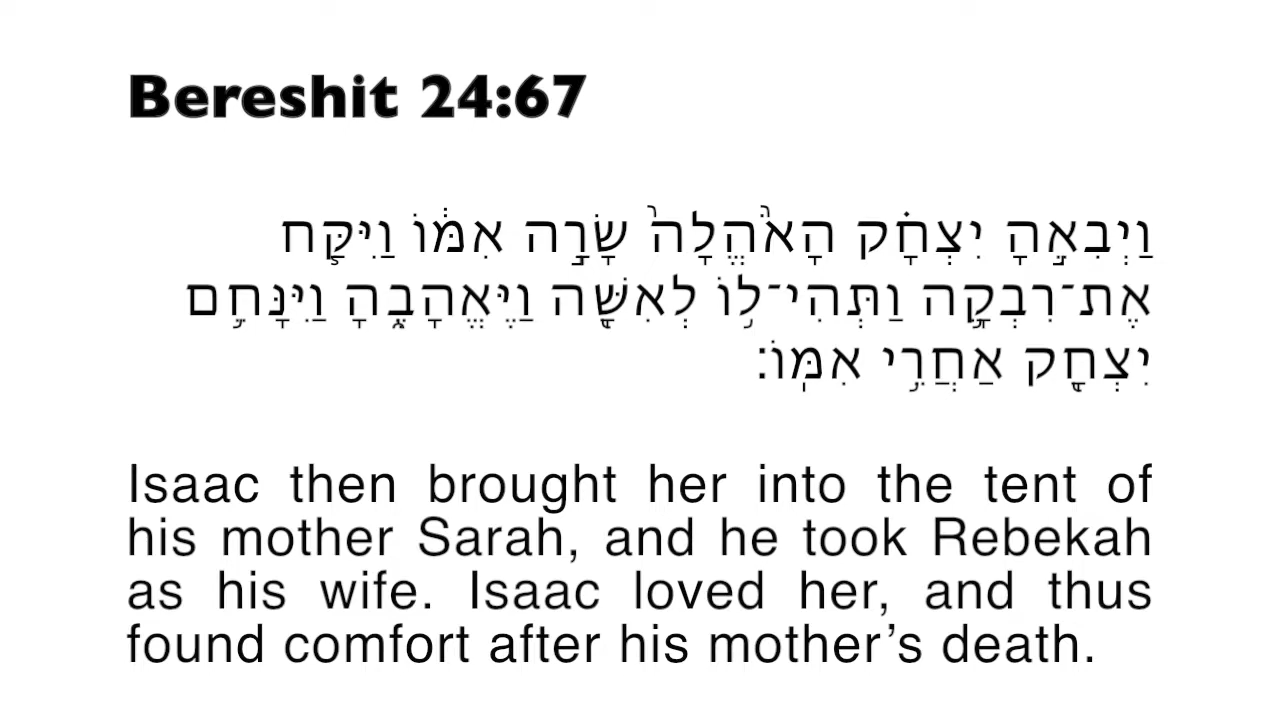 Bereshit 24:67
וַיְבִאֶ֣הָ יִצְחָ֗ק הָאֹ֙הֱלָה֙ שָׂרָ֣ה אִמּ֔וֹ וַיִּקַּ֧ח
אֶת־רִבְקָ֛ה וַתְּהִי־ל֥וֹ לְאִשָּׁ֖ה וַיֶּאֱהָבֶ֑הָ וַיִּנָּחֵ֥ם
יִצְחָ֖ק אַחֲרֵ֥י אִמּֽוֹ׃
Isaac then brought her into the tent of
his mother Sarah, and he took Rebekah
as his wife. Isaac loved her, and thus
found comfort after his mother’s death.